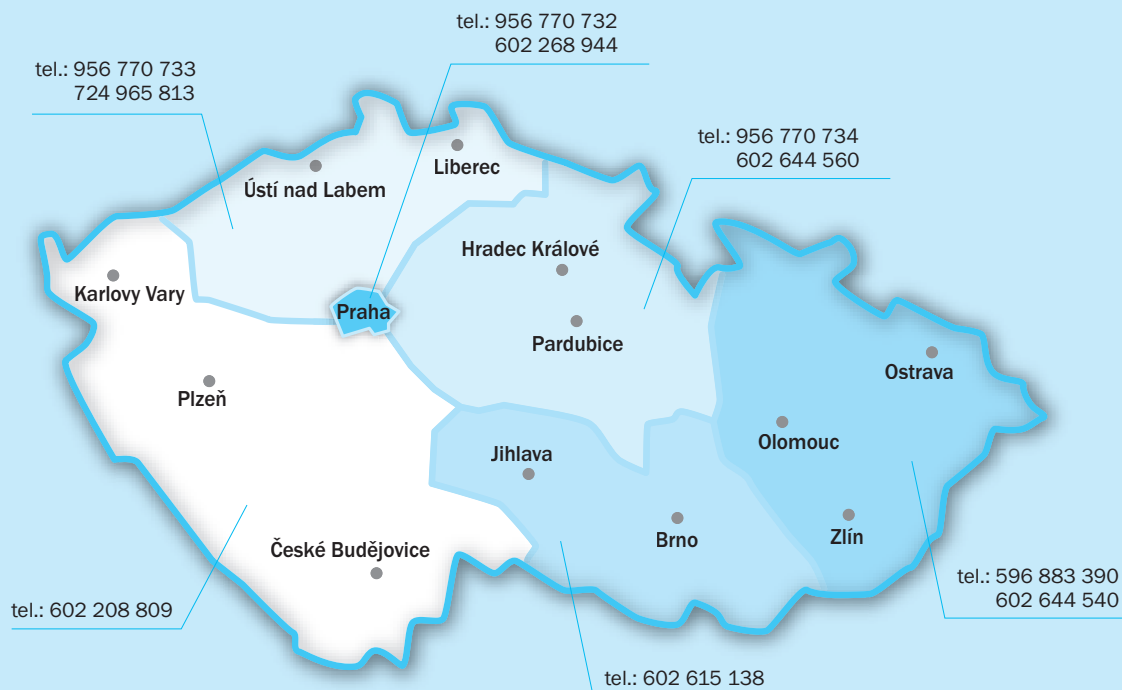 tel.: 956 770 732
602 268 944
tel.: 956 770 733
724 965 813
tel.: 956 770 734
602 644 560
Liberec
Ústí nad Labem
Hradec Králové
Karlovy Vary
Praha
Pardubice
Ostrava
Plzeň
Olomouc
Jihlava
Brno
Zlín
České Budějovice
tel.: 596 883 390
602 644 540
tel.: 602 208 809
tel.: 602 615 138